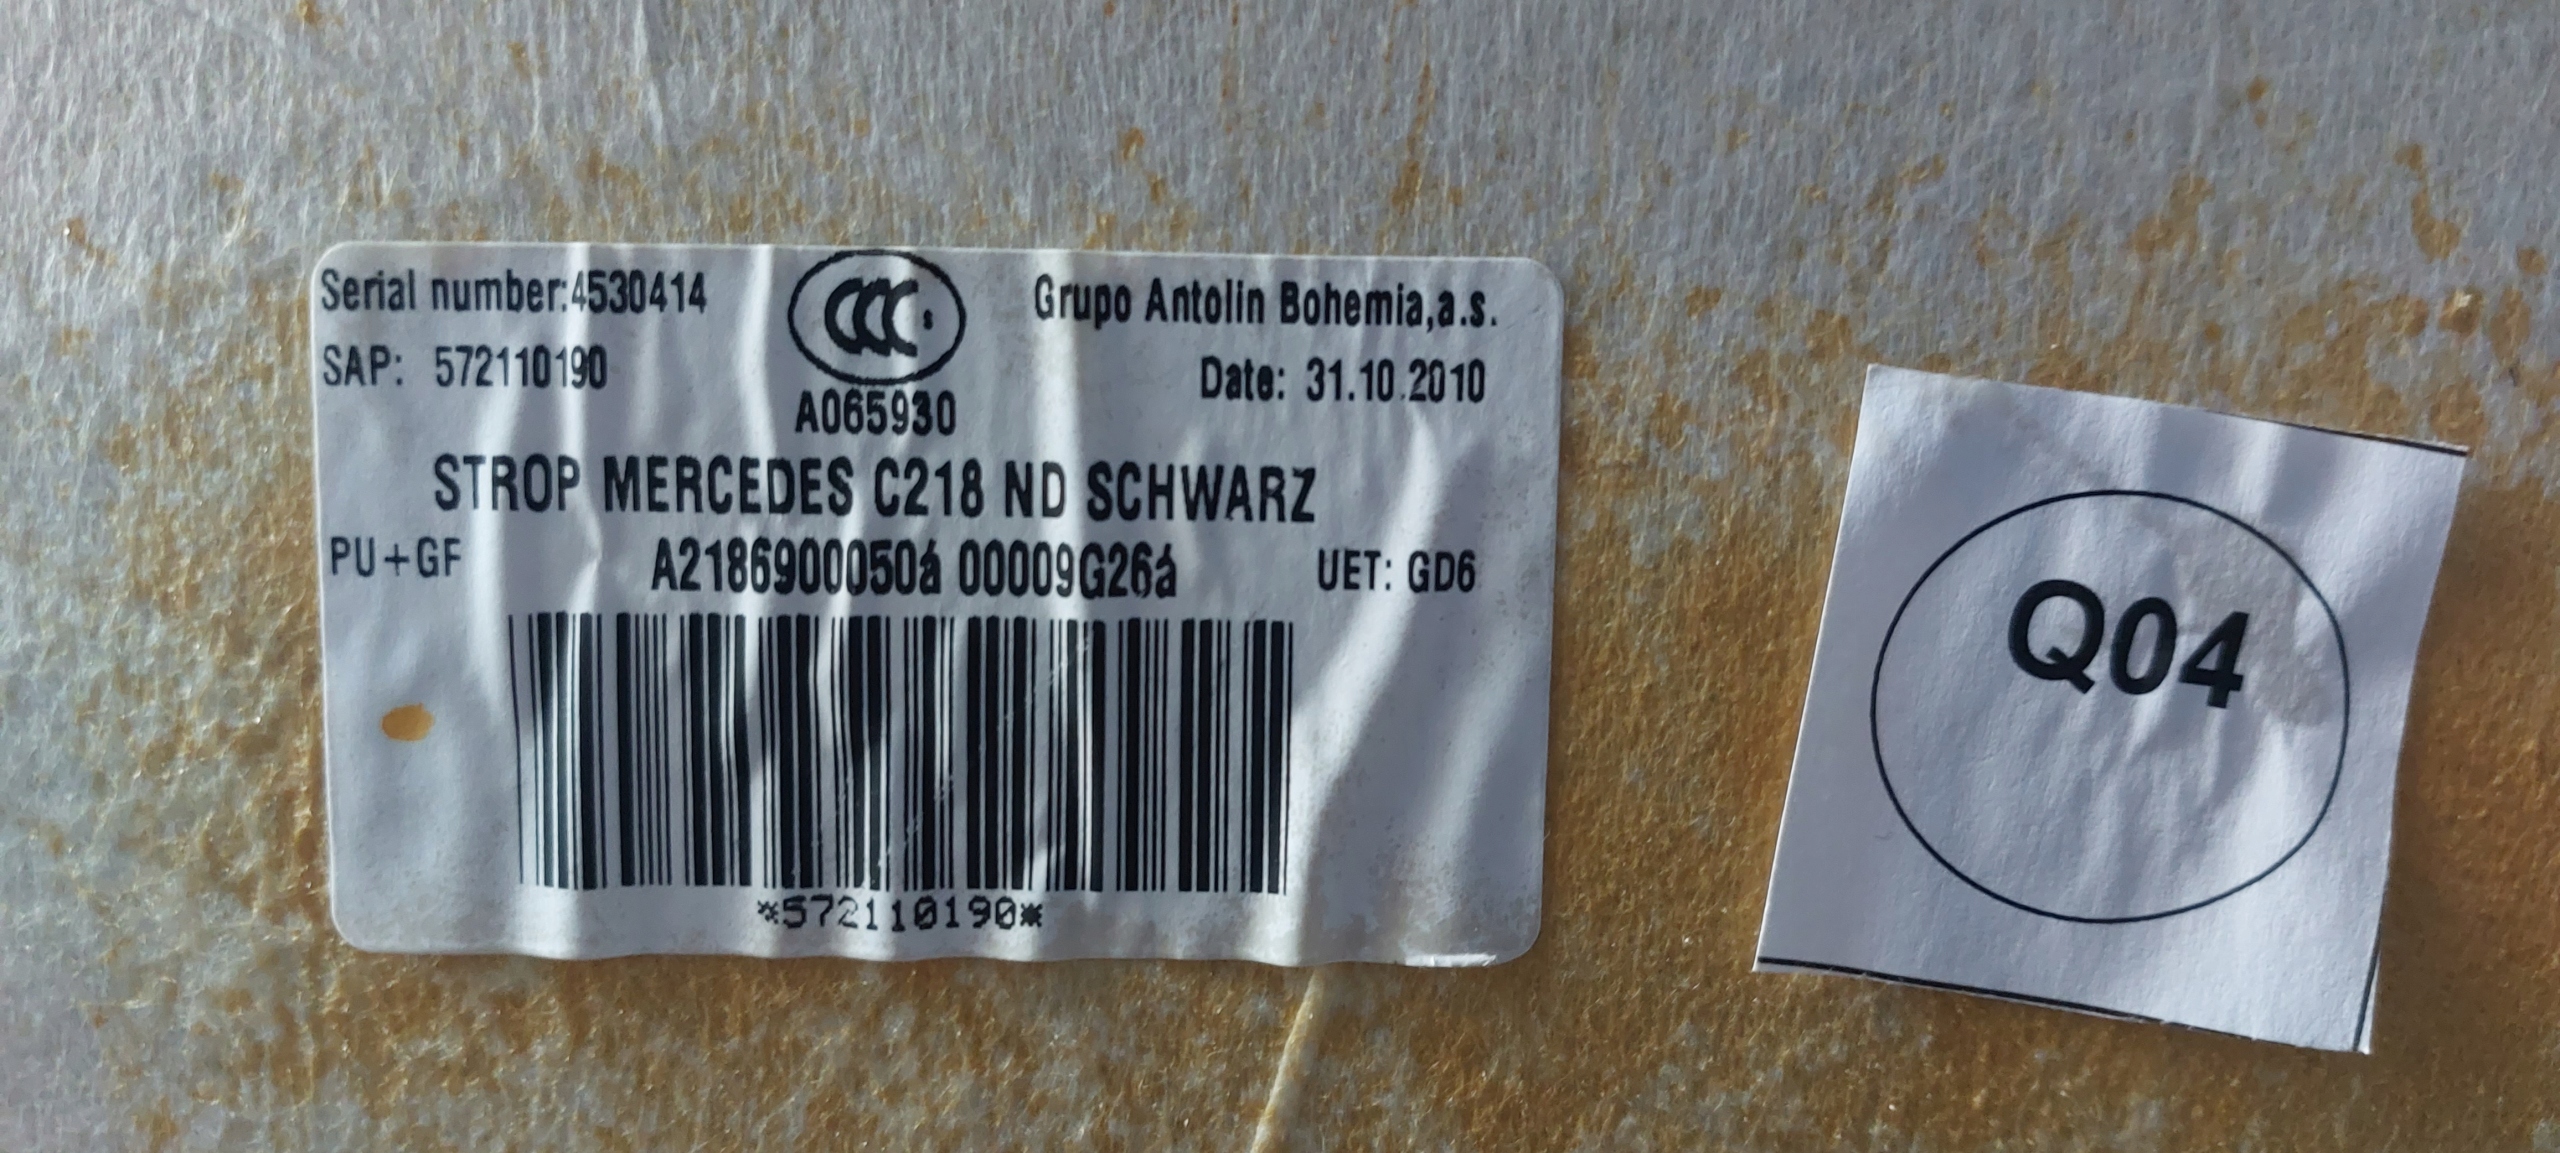 Serial number:4530414
CCC S
Grupo Antolin Bohemia,a.s.
SAP: 572110190
Date: 31.10.2010
A065930
STROP MERCEDES C218 ND SCHWARZ
PU+GF
A2186900050á 00009G26á
UET: GD6
*572110190*
Q04